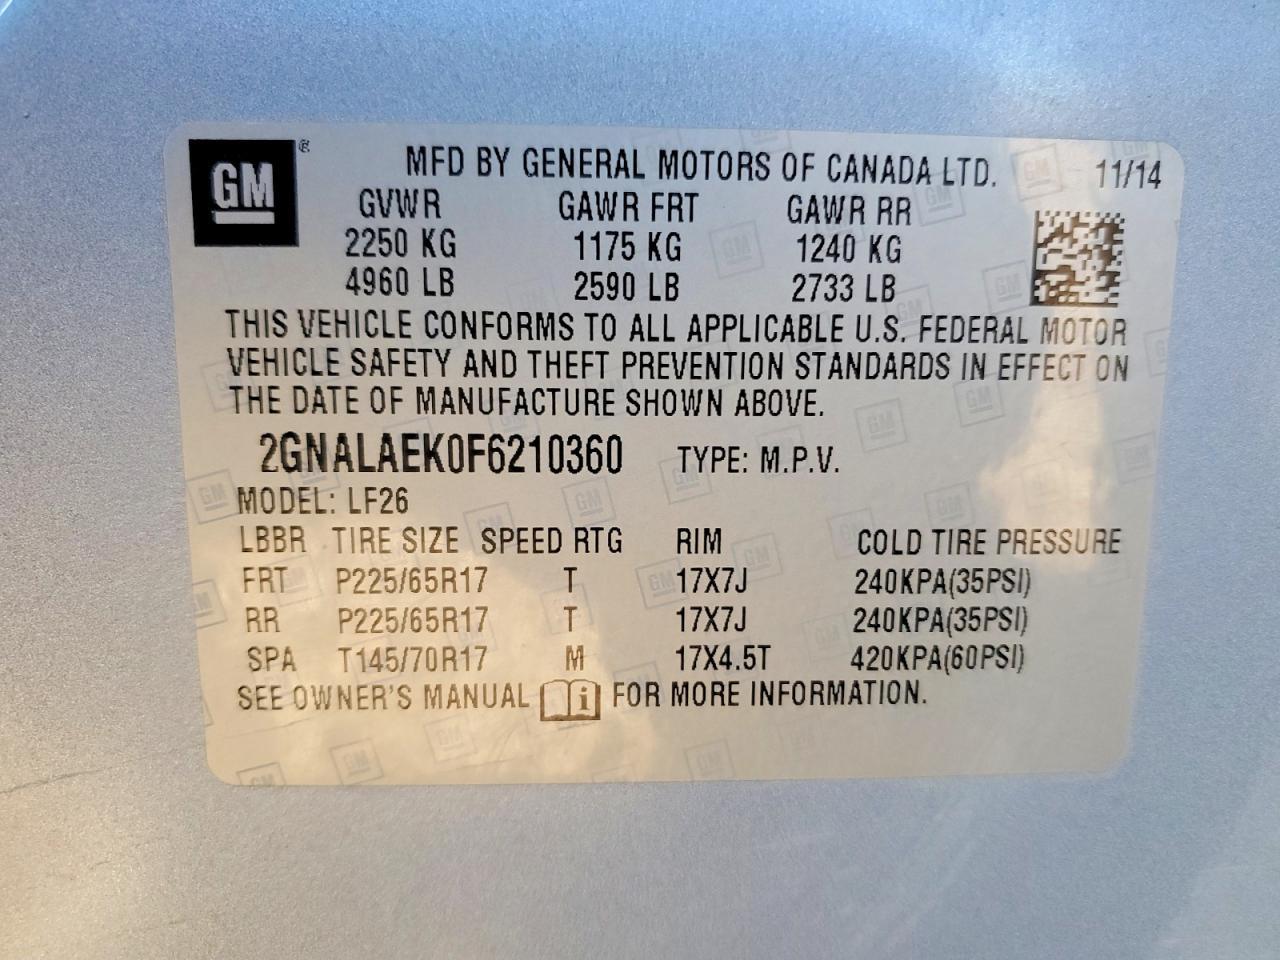 GM® MFD BY GENERAL MOTORS OF CANADA LTD. 11/14
GVWR GAWR FRT GAWR RR
2250 KG 1175 KG 1240 KG
4960 LB 2590 LB 2733 LB
THIS VEHICLE CONFORMS TO ALL APPLICABLE U.S. FEDERAL MOTOR
VEHICLE SAFETY AND THEFT PREVENTION STANDARDS IN EFFECT ON
THE DATE OF MANUFACTURE SHOWN ABOVE.
2GNALAEK0F6210360 TYPE: M.P.V.
MODEL: LF26
LBBR TIRE SIZE SPEED RTG RIM COLD TIRE PRESSURE
FRT P225/65R17 T 17X7J 240KPA(35PSI)
RR P225/65R17 T 17X7J 240KPA(35PSI)
SPA T145/70R17 M 17X4.5T 420KPA(60PSI)
SEE OWNER'S MANUAL i FOR MORE INFORMATION.